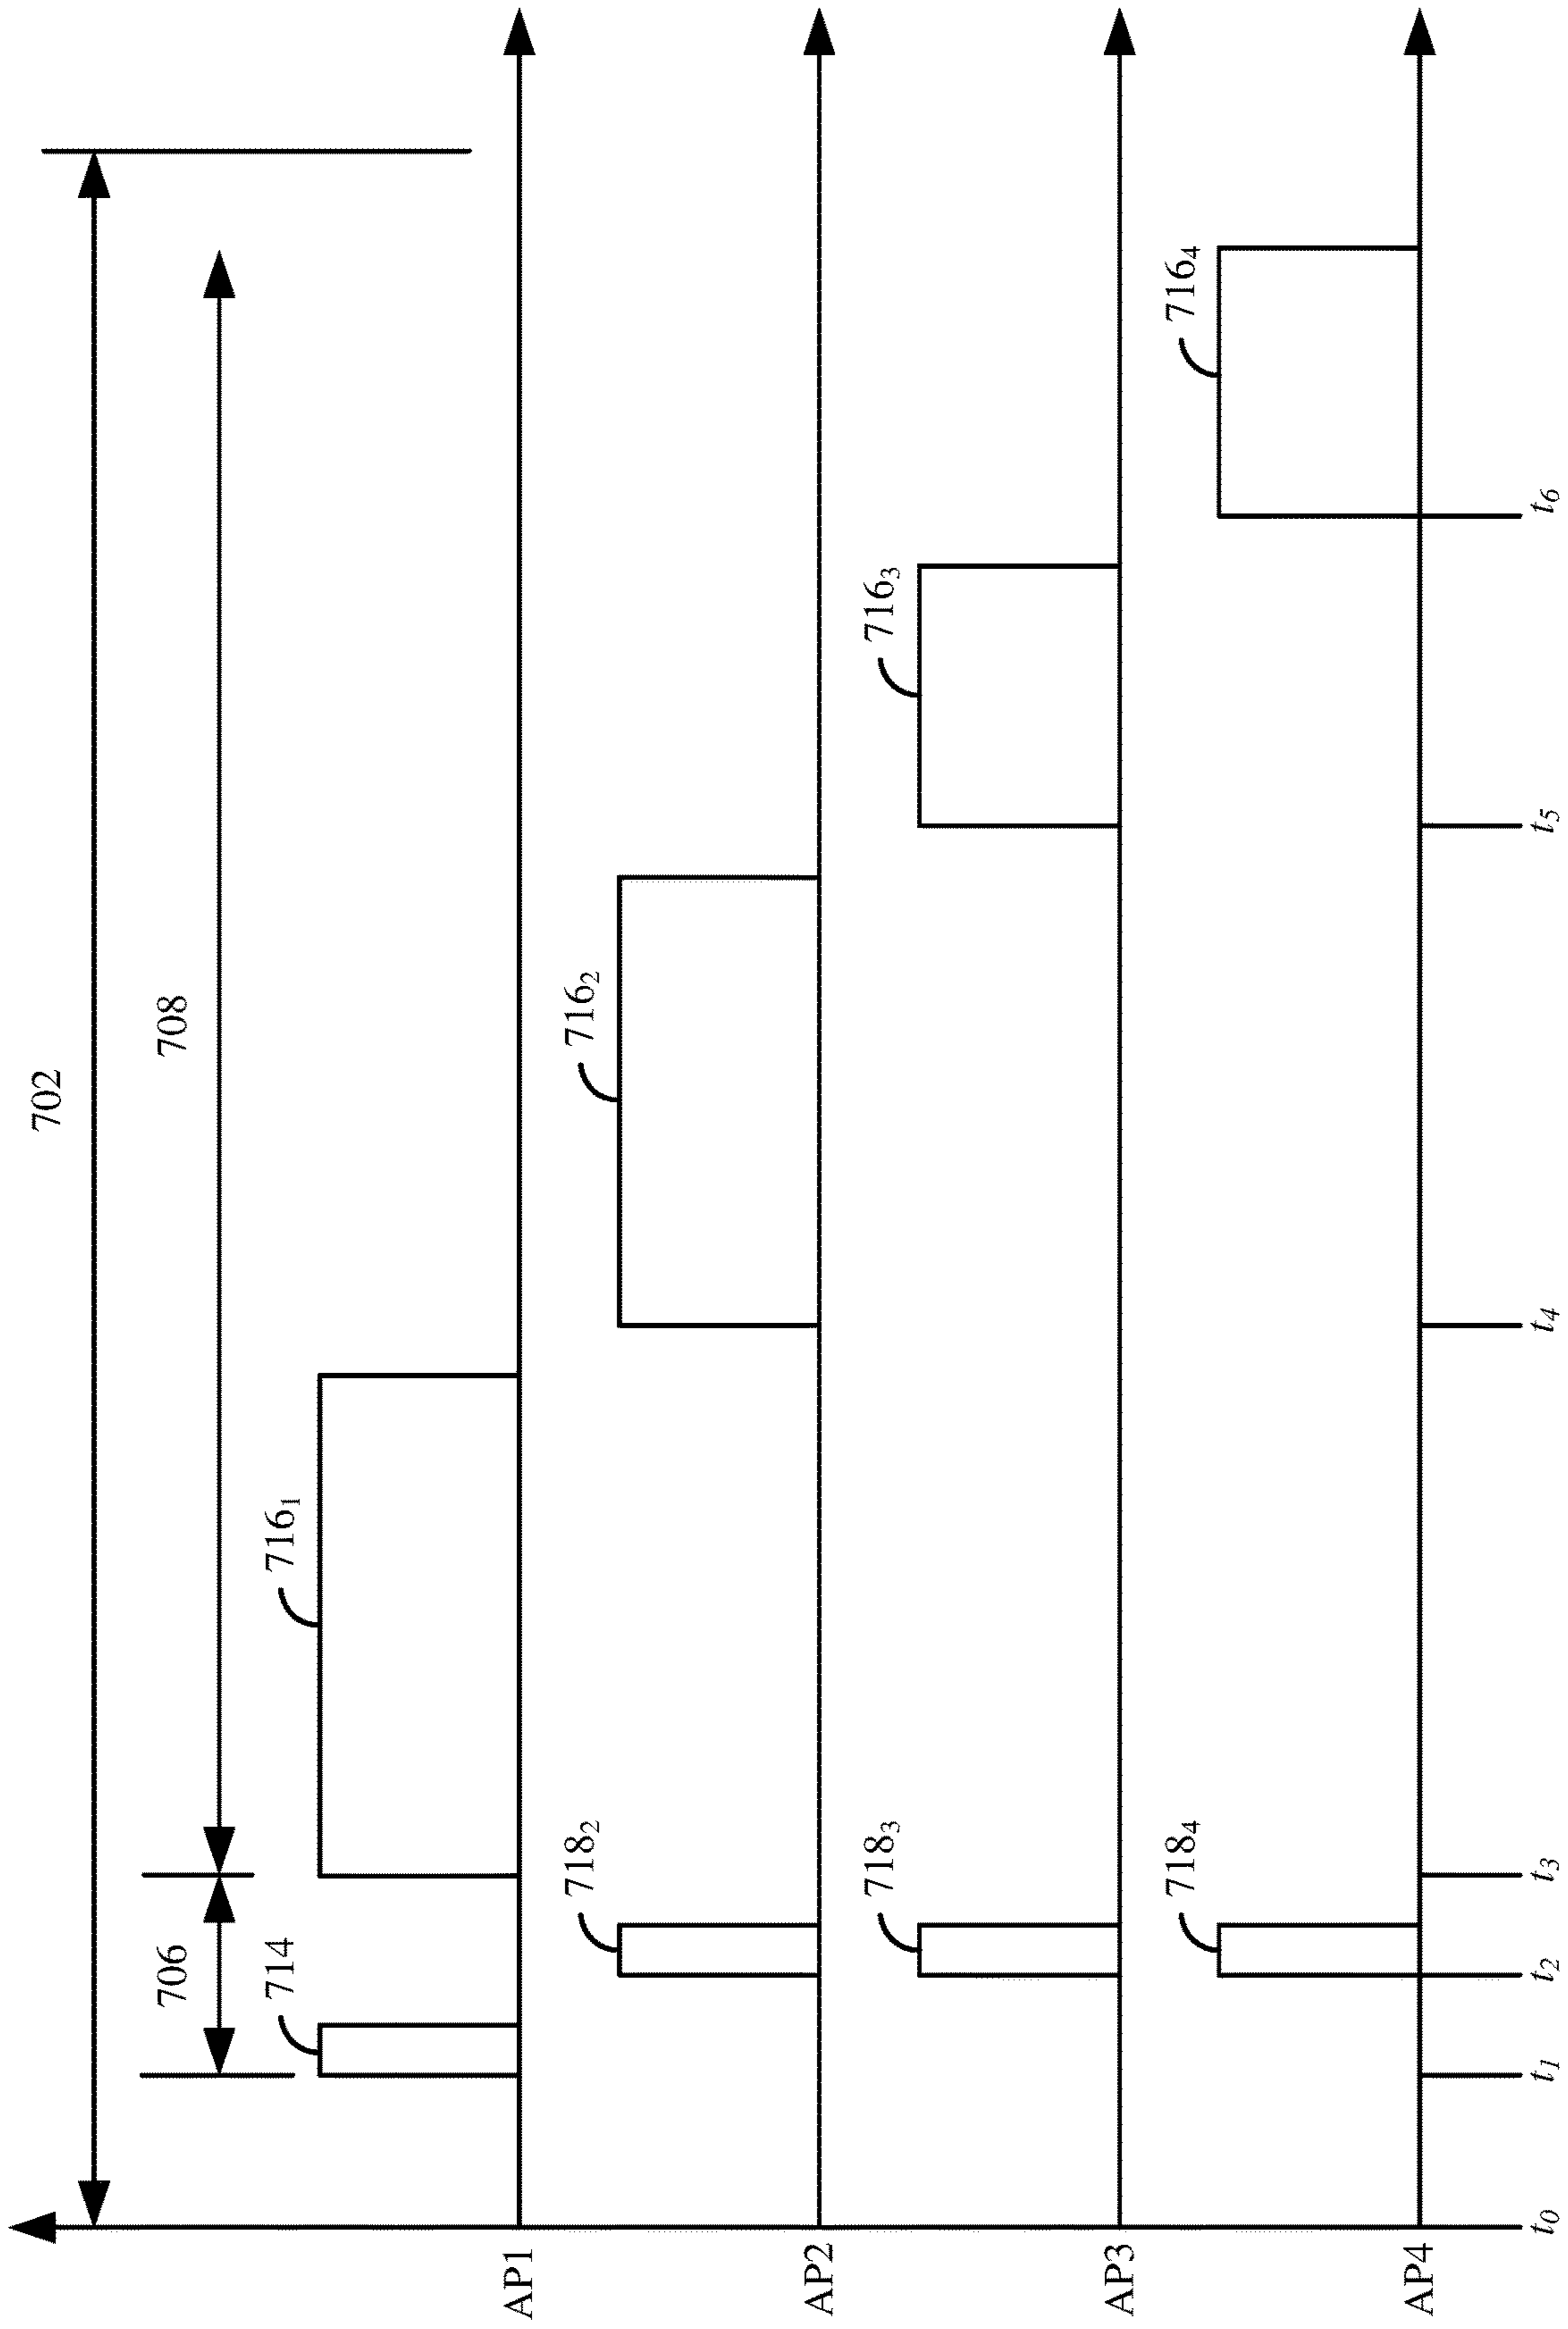 702
708
706
714
716₁
AP1
718₂
716₂
AP2
718₃
716₃
AP3
718₄
716₄
AP4
t₀ t₁ t₂ t₃ t₄ t₅ t₆